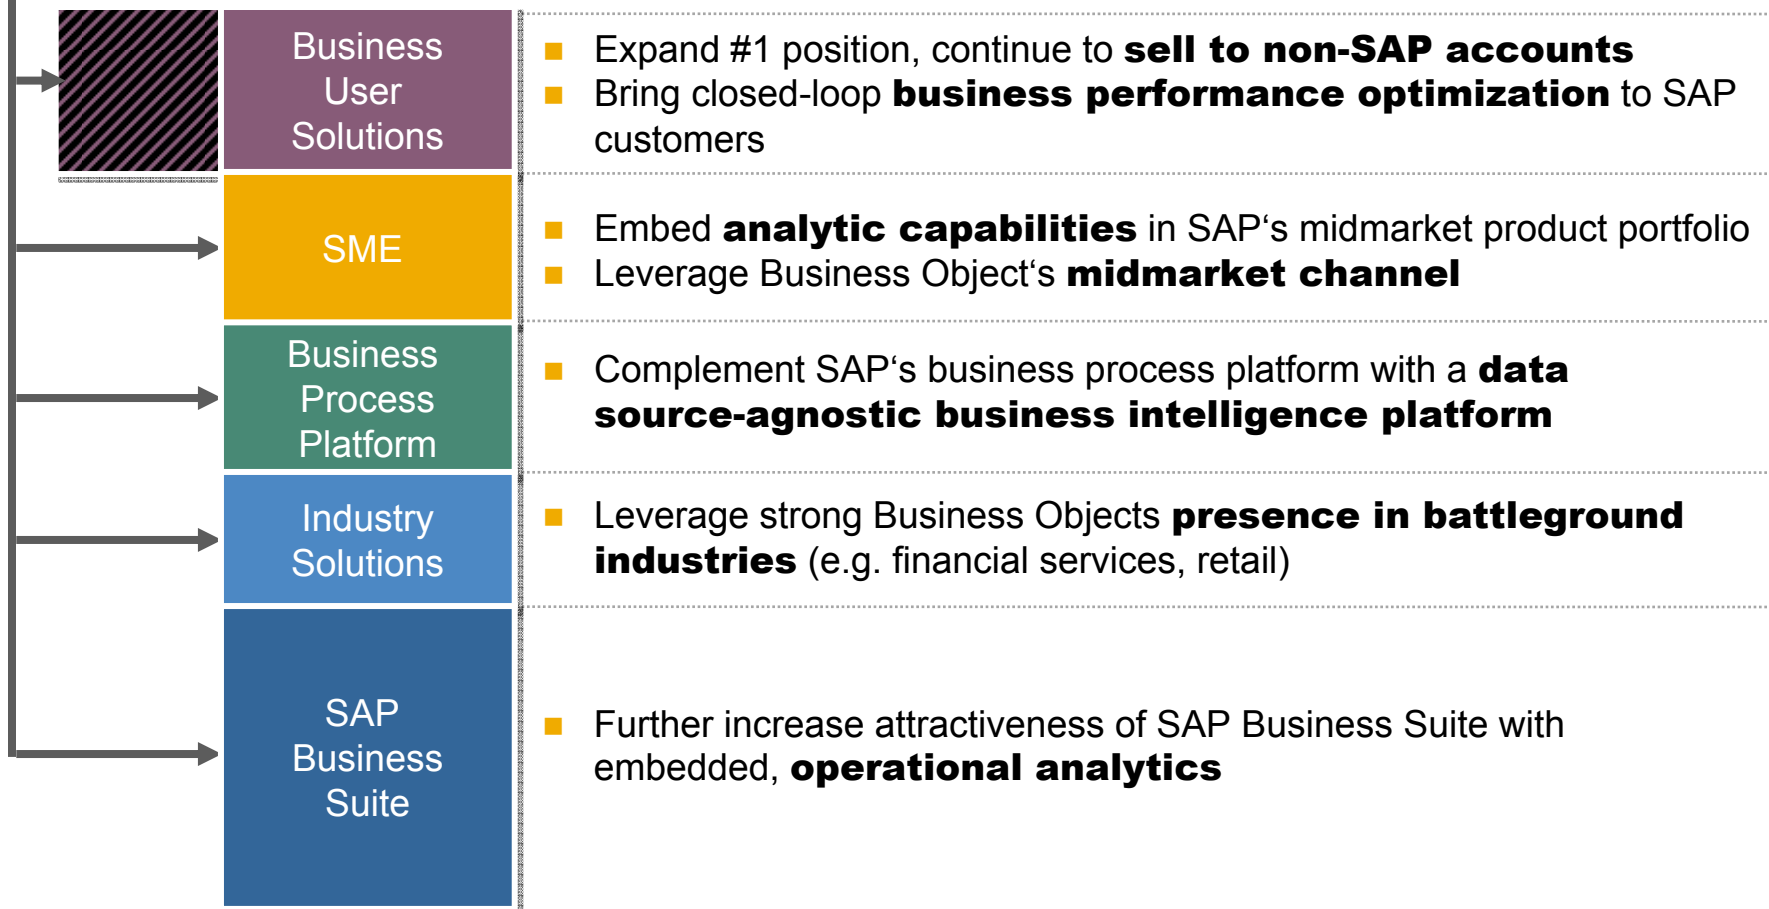 Business
User
Solutions
Expand #1 position, continue to sell to non-SAP accounts
Bring closed-loop business performance optimization to SAP
customers
SME
Embed analytic capabilities in SAP‘s midmarket product portfolio
Leverage Business Object‘s midmarket channel
Business
Process
Platform
Complement SAP‘s business process platform with a data
source-agnostic business intelligence platform
Industry
Solutions
Leverage strong Business Objects presence in battleground
industries (e.g. financial services, retail)
SAP
Business
Suite
Further increase attractiveness of SAP Business Suite with
embedded, operational analytics